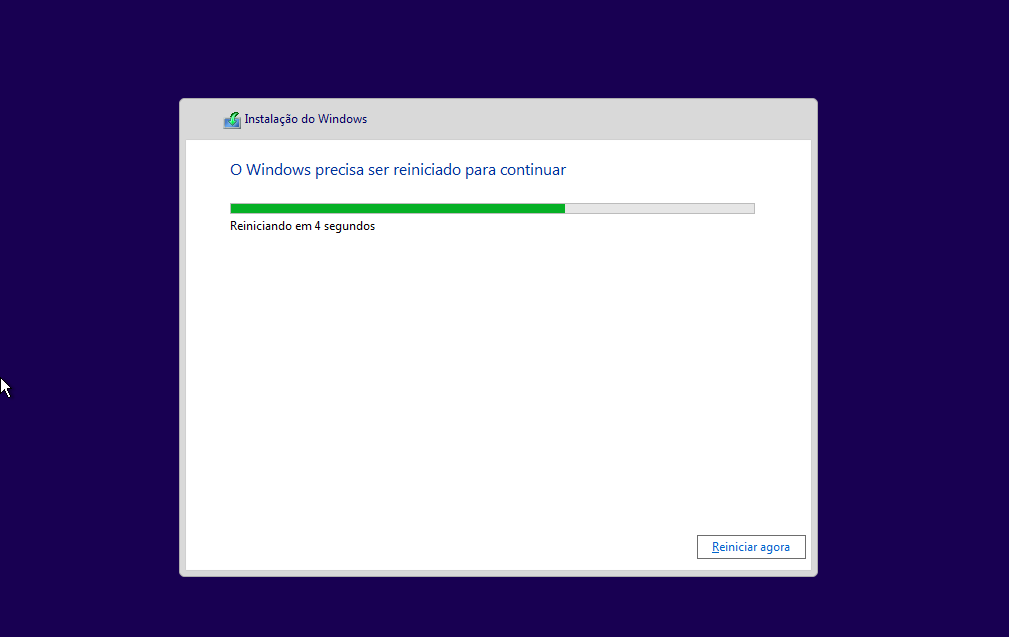 Instalação do Windows
O Windows precisa ser reiniciado para continuar
Reiniciando em 4 segundos
Reiniciar agora